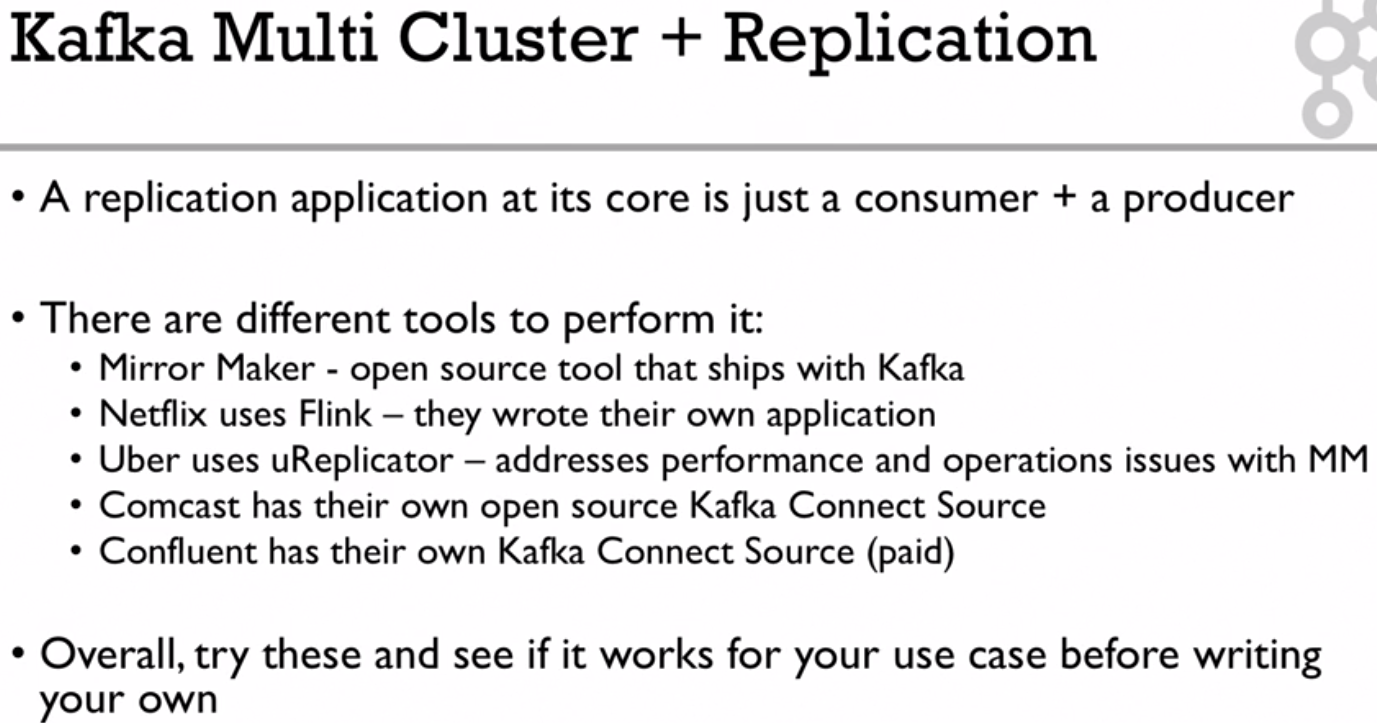 Kafka Multi Cluster + Replication
• A replication application at its core is just a consumer + a producer
• There are different tools to perform it:
• Mirror Maker - open source tool that ships with Kafka
• Netflix uses Flink – they wrote their own application
• Uber uses uReplicator – addresses performance and operations issues with MM
• Comcast has their own open source Kafka Connect Source
• Confluent has their own Kafka Connect Source (paid)
• Overall, try these and see if it works for your use case before writing
your own